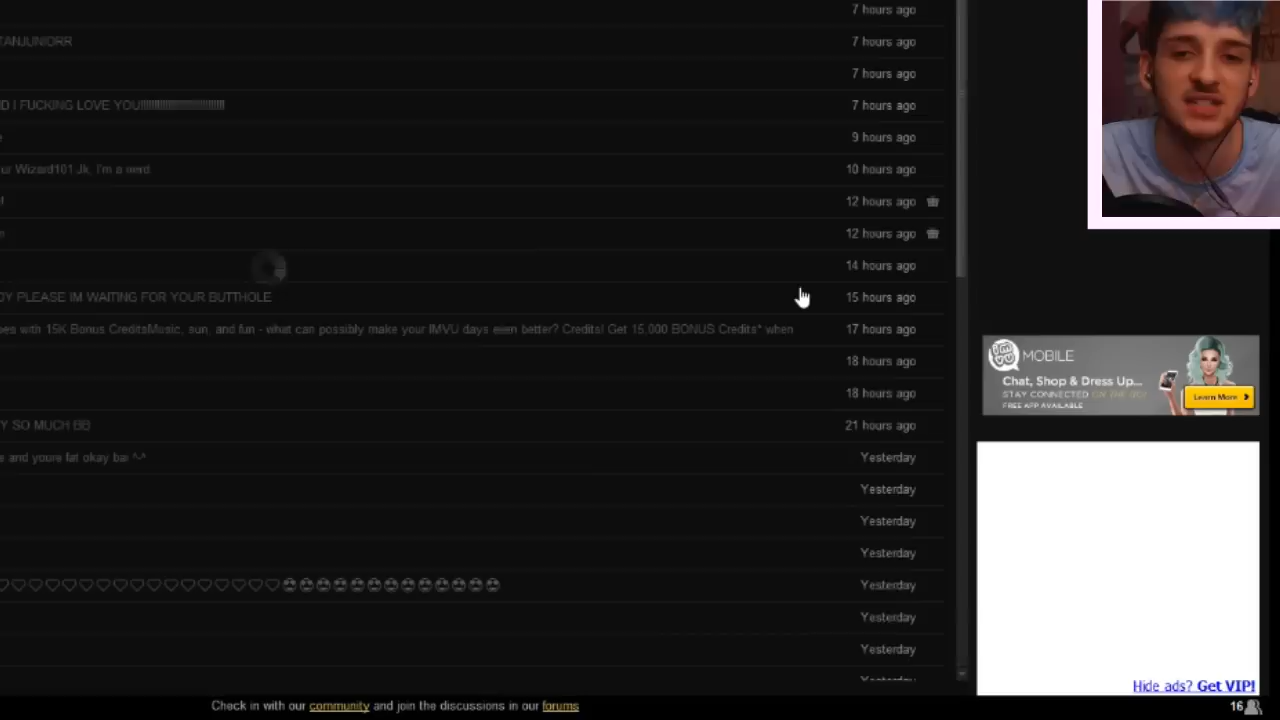 7 hours ago
TANJUNIORR 7 hours ago
7 hours ago
D I FUCKING LOVE YOU!!!!!!!!!!!!!!!!!!!!!!!!!!!! 7 hours ago
9 hours ago
ur Wizard101 Jk, I'm a nerd 10 hours ago
! 12 hours ago
12 hours ago
14 hours ago
DY PLEASE IM WAITING FOR YOUR BUTTHOLE 15 hours ago
oes with 15K Bonus CreditsMusic, sun, and fun - what can possibly make your IMVU days even better? Credits! Get 15,000 BONUS Credits* when 17 hours ago
18 hours ago
18 hours ago
Y SO MUCH BB 21 hours ago
e and youre fat okay bai ^-^ Yesterday
Yesterday
Yesterday
Yesterday
♡♡♡♡♡♡♡♡♡♡♡♡♡♡♡♡♡😍😍😍😍😍😍😍😍😍😍😍😍😍 Yesterday
Yesterday
Yesterday
Yesterday
IMVU MOBILE
Chat, Shop & Dress Up...
STAY CONNECTED ON THE GO!
FREE APP AVAILABLE
Learn More
Hide ads? Get VIP!
Check in with our community and join the discussions in our forums
16